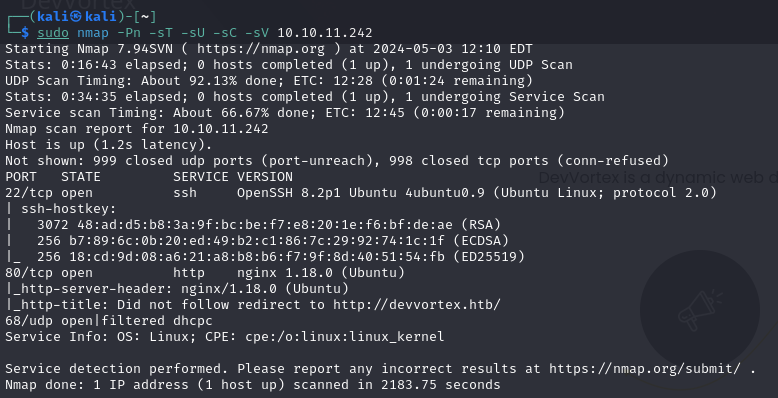 ┌──(kali㉿kali)-[~]
└─$ sudo nmap -Pn -sT -sU -sC -sV 10.10.11.242
Starting Nmap 7.94SVN ( https://nmap.org ) at 2024-05-03 12:10 EDT
Stats: 0:16:43 elapsed; 0 hosts completed (1 up), 1 undergoing UDP Scan
UDP Scan Timing: About 92.13% done; ETC: 12:28 (0:01:24 remaining)
Stats: 0:34:35 elapsed; 0 hosts completed (1 up), 1 undergoing Service Scan
Service scan Timing: About 66.67% done; ETC: 12:45 (0:00:17 remaining)
Nmap scan report for 10.10.11.242
Host is up (1.2s latency).
Not shown: 999 closed udp ports (port-unreach), 998 closed tcp ports (conn-refused)
PORT   STATE         SERVICE VERSION
DevVortex is a dynamic web a
22/tcp open          ssh     OpenSSH 8.2p1 Ubuntu 4ubuntu0.9 (Ubuntu Linux; protocol 2.0)
| ssh-hostkey:
|   3072 48:ad:d5:b8:3a:9f:bc:be:f7:e8:20:1e:f6:bf:de:ae (RSA)
|   256 b7:89:6c:0b:20:ed:49:b2:c1:86:7c:29:92:74:1c:1f (ECDSA)
|_  256 18:cd:9d:08:a6:21:a8:b8:b6:f7:9f:8d:40:51:54:fb (ED25519)
80/tcp open          http    nginx 1.18.0 (Ubuntu)
|_http-server-header: nginx/1.18.0 (Ubuntu)
|_http-title: Did not follow redirect to http://devvortex.htb/
68/udp open|filtered dhcpc
Service Info: OS: Linux; CPE: cpe:/o:linux:linux_kernel

Service detection performed. Please report any incorrect results at https://nmap.org/submit/ .
Nmap done: 1 IP address (1 host up) scanned in 2183.75 seconds